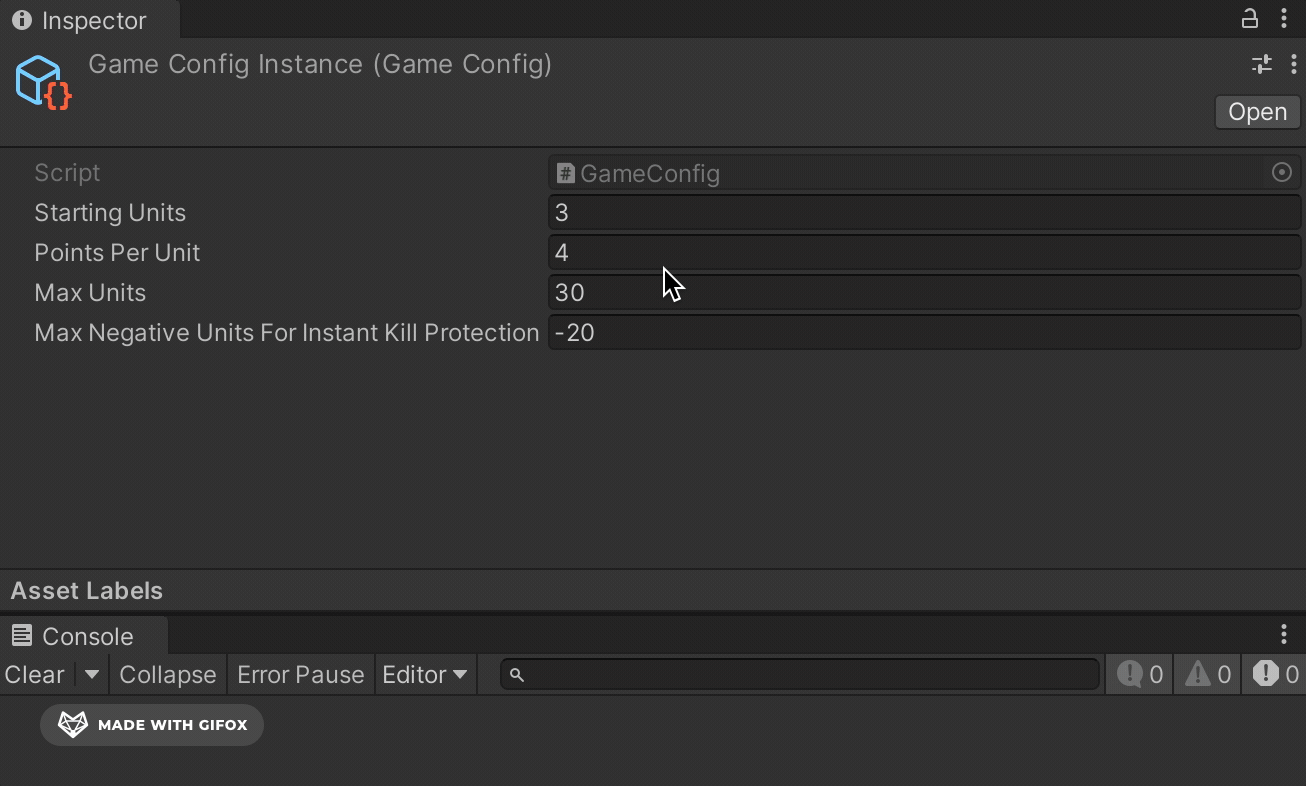 Inspector
Game Config Instance (Game Config)
Open
Script # GameConfig
Starting Units 3
Points Per Unit 4
Max Units 30
Max Negative Units For Instant Kill Protection -20
Asset Labels
Console
Clear Collapse Error Pause Editor 0 0 0
MADE WITH GIFOX